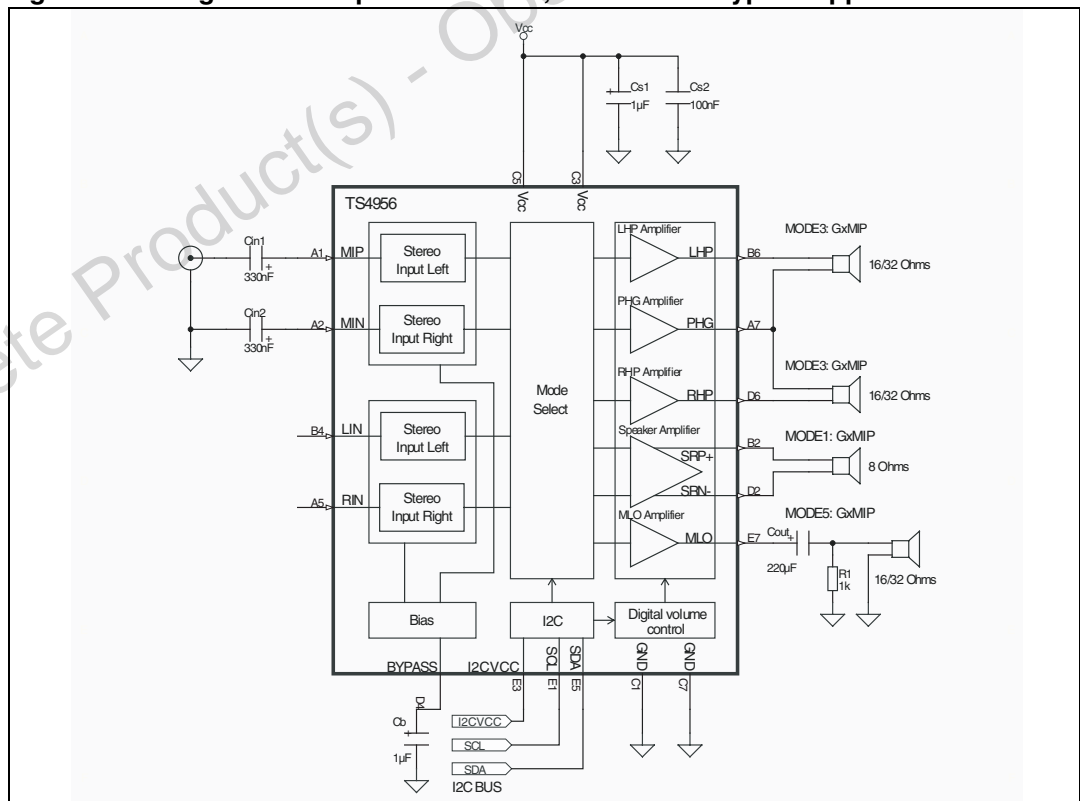 Vcc
Cs1
1µF
Cs2
100nF
C5
Vcc
C3
Vcc
TS4956
Cin1
330nF
A1
MIP
Stereo
Input Left
Cin2
330nF
A2
MIN
Stereo
Input Right
B4
LIN
Stereo
Input Left
A5
RIN
Stereo
Input Right
Mode
Select
LHP Amplifier
LHP
B6
MODE3: GxMIP
16/32 Ohms
PHG Amplifier
PHG
A7
RHP Amplifier
RHP
D6
MODE3: GxMIP
16/32 Ohms
Speaker Amplifier
SRP+
B2
MODE1: GxMIP
8 Ohms
SRN-
D2
MLO Amplifier
MLO
E7
MODE5: GxMIP
Cout
220µF
R1
1k
16/32 Ohms
Bias
I2C
Digital volume
control
BYPASS
I2CVCC
SCL
SDA
GND
GND
D4
E3
E1
E5
C1
C7
Cb
1µF
I2CVCC
SCL
SDA
I2C BUS
ete Product(s) -